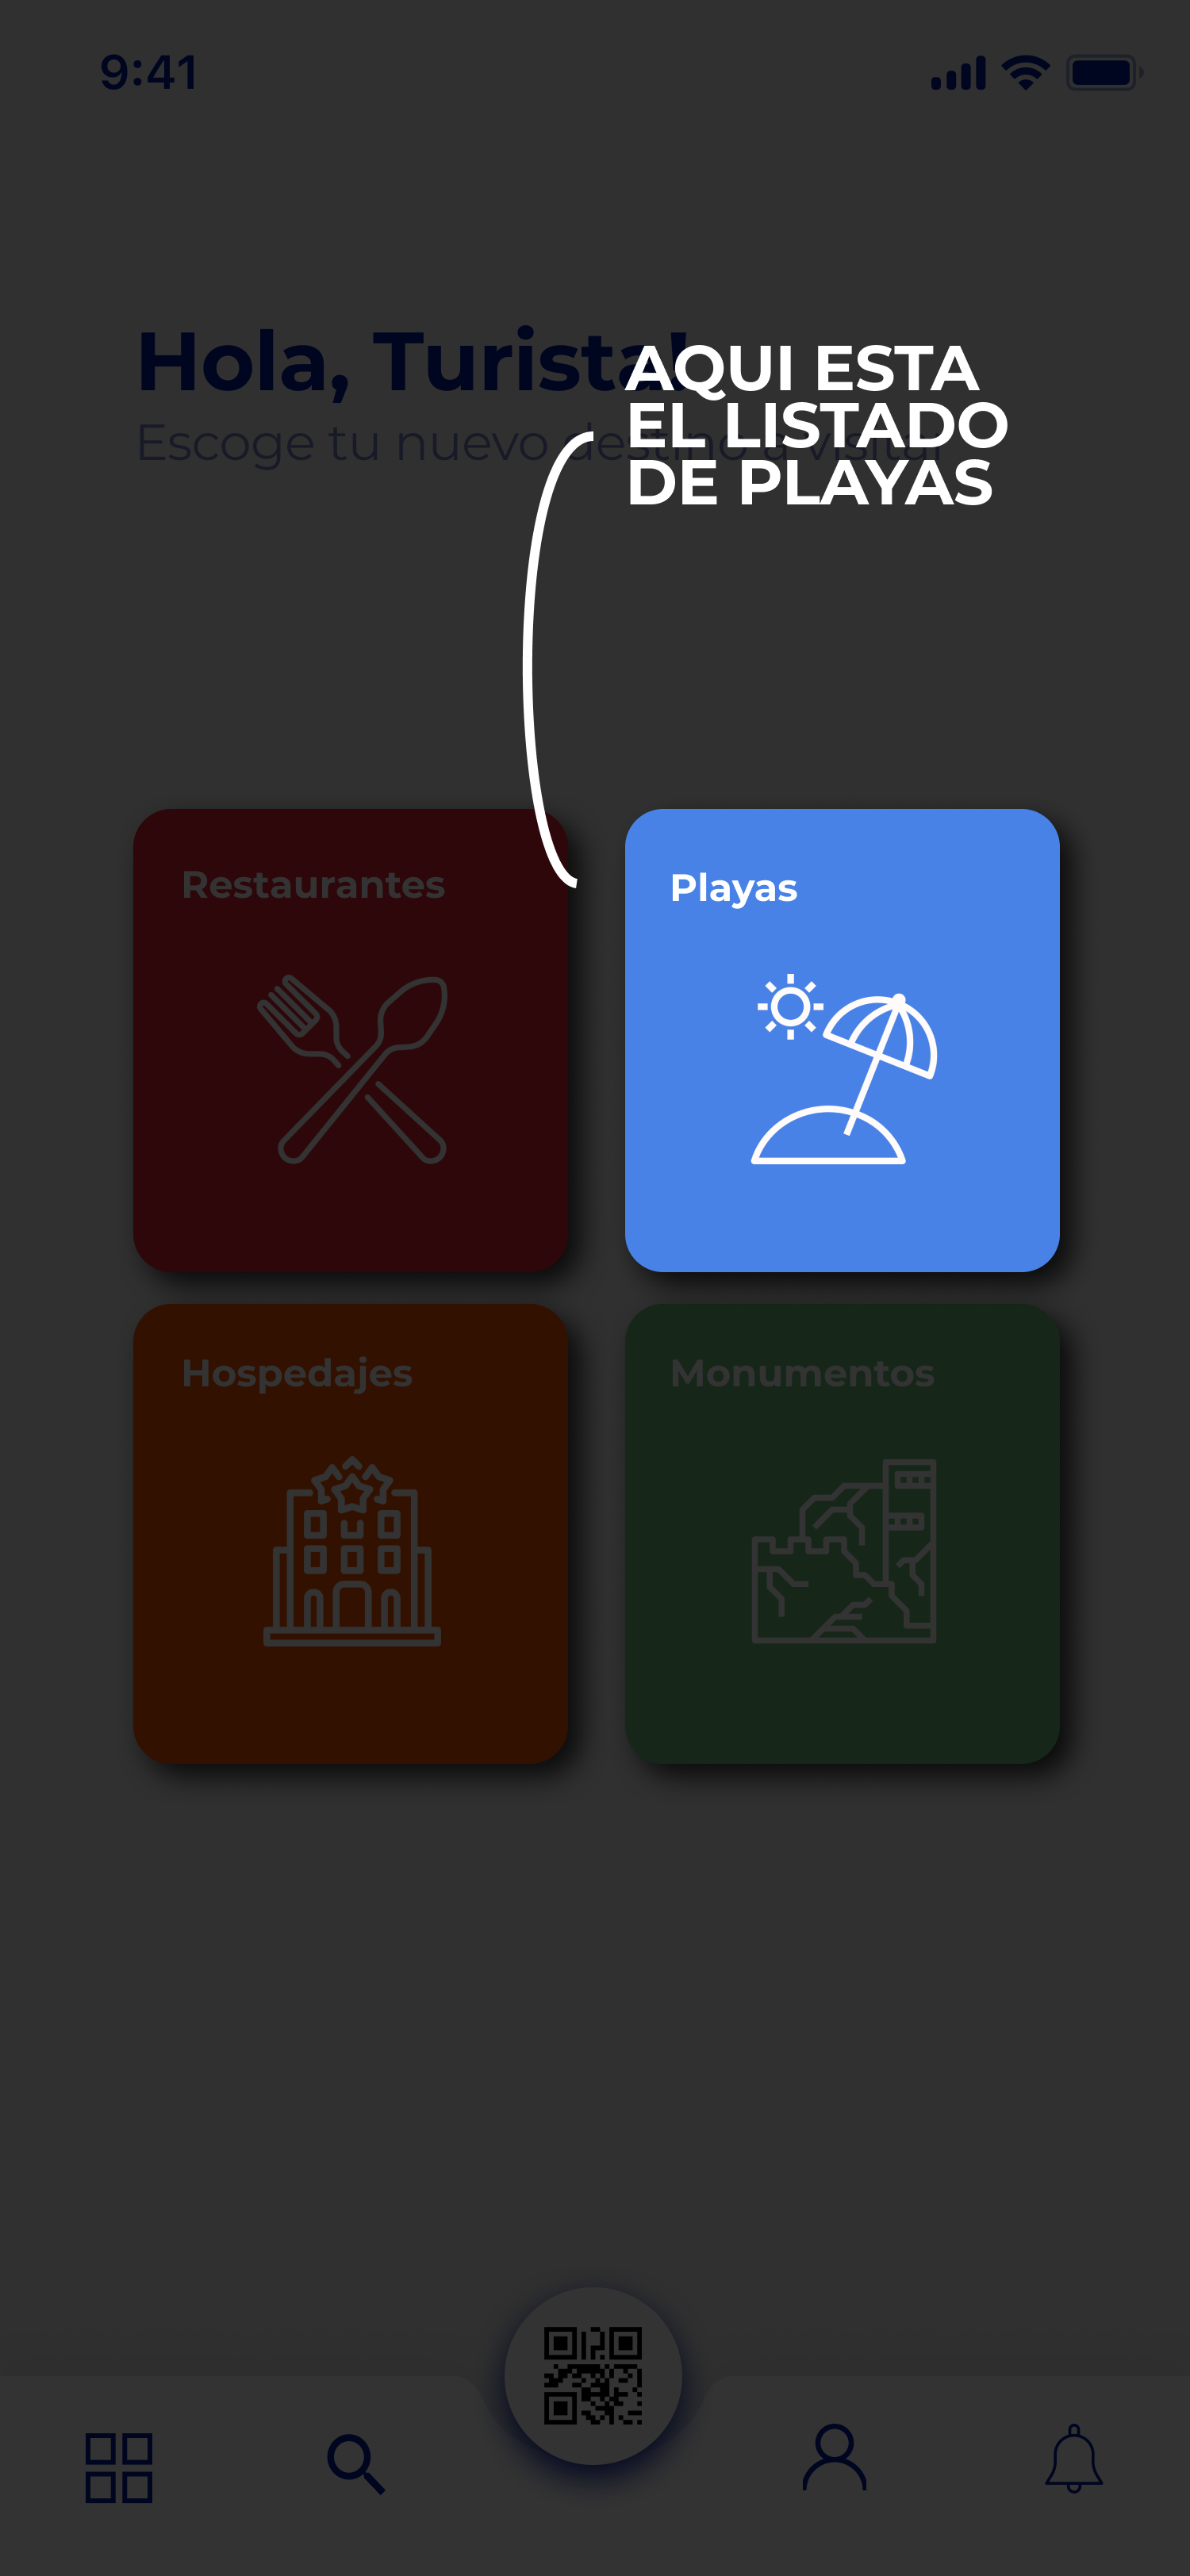 9:41
Hola, Turista!
Escoge tu nuevo destino a visitar
AQUI ESTA
EL LISTADO
DE PLAYAS
Restaurantes
Playas
Hospedajes
Monumentos